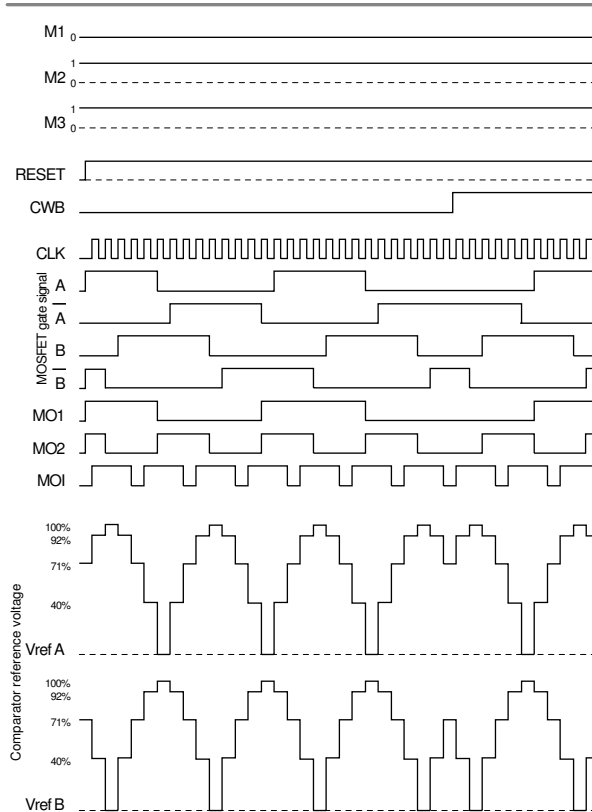 M1 0
1
M2 0
1
M3 0
RESET
CWB
CLK
MOSFET gate signal
A
A
B
B
MO1
MO2
MOI
Comparator reference voltage
100%
92%
71%
40%
Vref A
100%
92%
71%
40%
Vref B